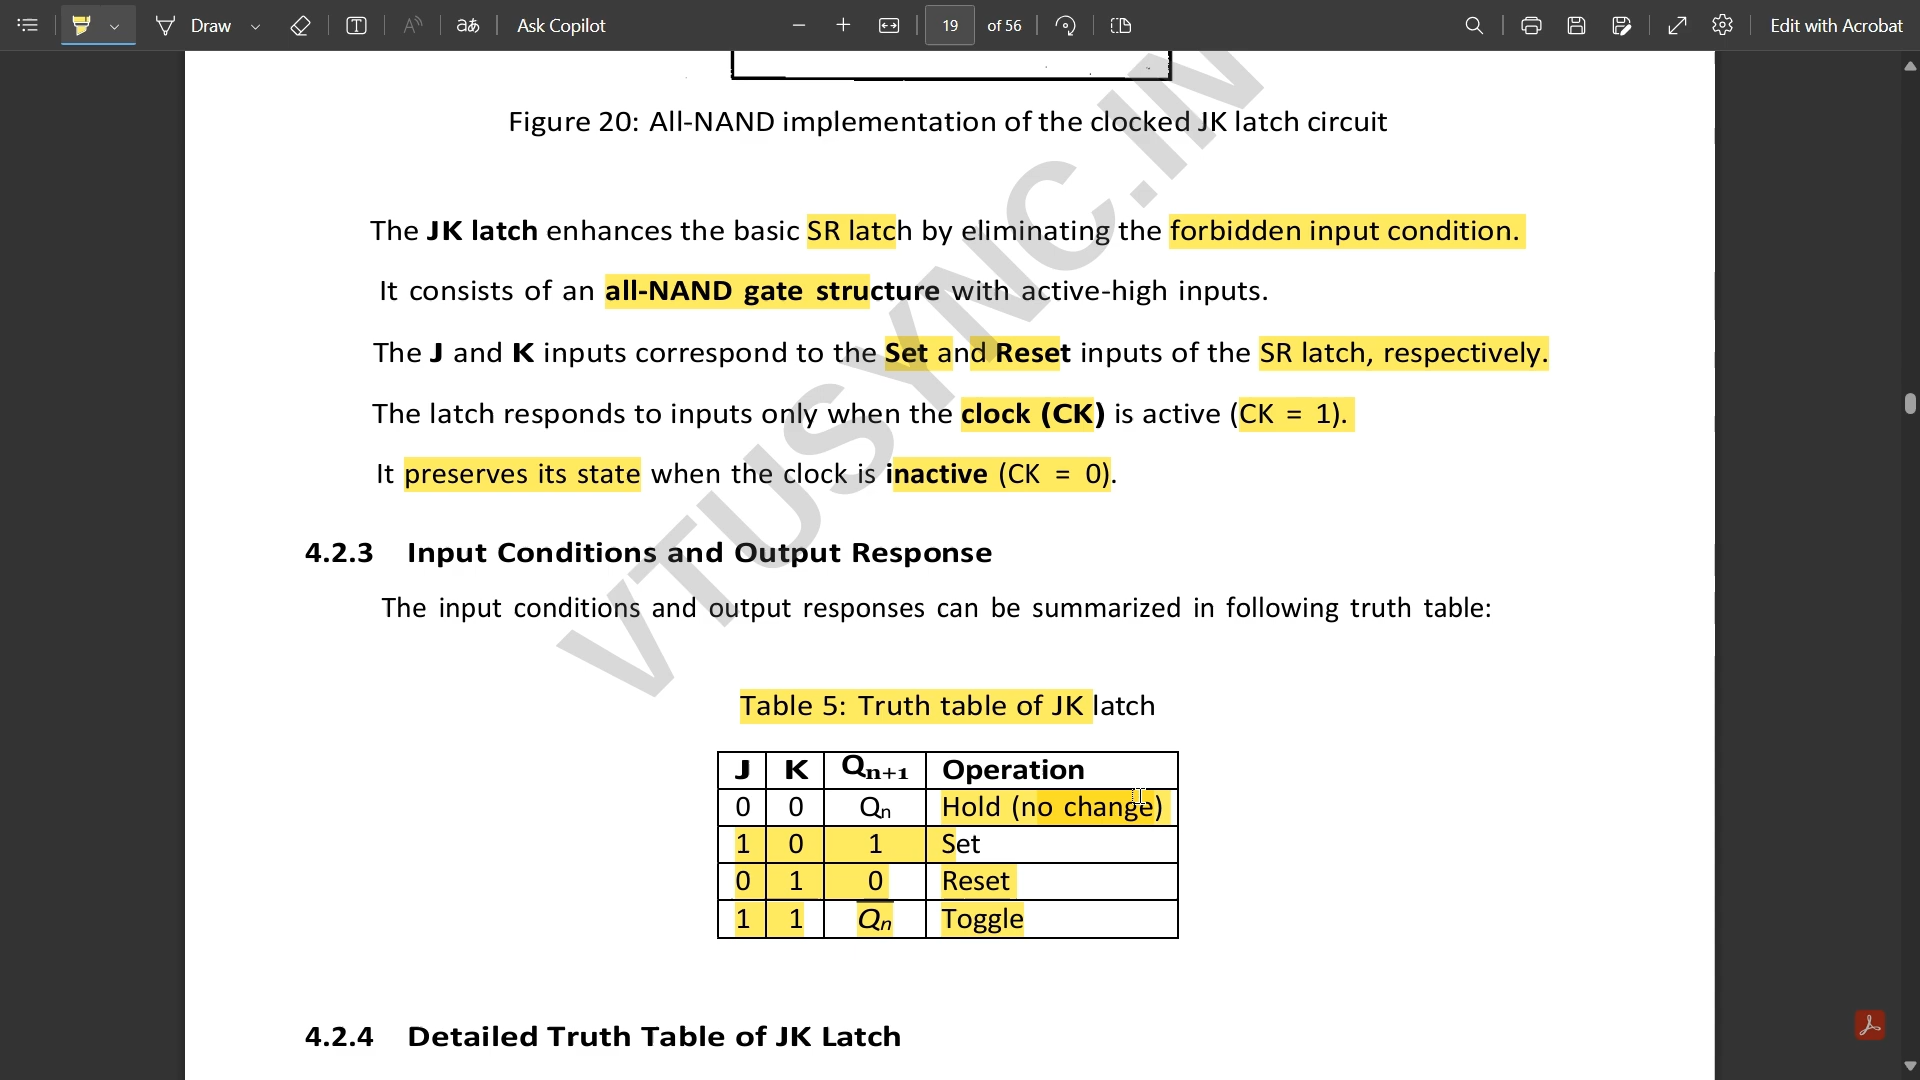 Draw
aあ
Ask Copilot
19 of 56
Edit with Acrobat
Figure 20: All-NAND implementation of the clocked JK latch circuit
The JK latch enhances the basic SR latch by eliminating the forbidden input condition.
It consists of an all-NAND gate structure with active-high inputs.
The J and K inputs correspond to the Set and Reset inputs of the SR latch, respectively.
The latch responds to inputs only when the clock (CK) is active (CK = 1).
It preserves its state when the clock is inactive (CK = 0).
VTUSYNC.IN
4.2.3 Input Conditions and Output Response
The input conditions and output responses can be summarized in following truth table:
Table 5: Truth table of JK latch
J K Qn+1 Operation
0 0 Qn Hold (no change)
1 0 1 Set
0 1 0 Reset
1 1 Q̅n Toggle
4.2.4 Detailed Truth Table of JK Latch